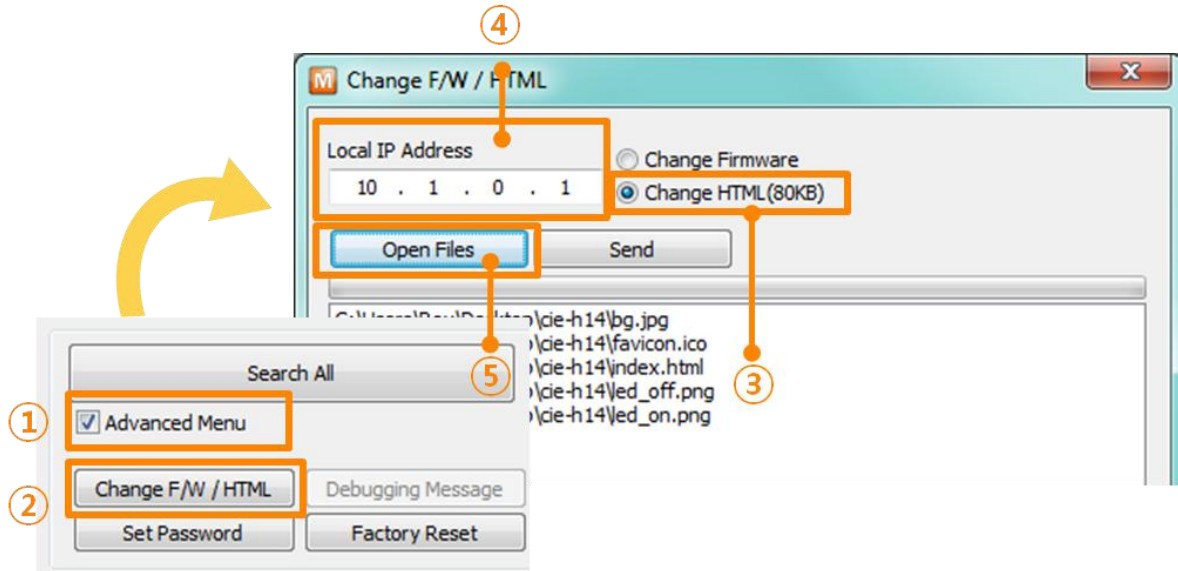 ④
M Change F/W / HTML
X
Local IP Address
10 . 1 . 0 . 1
Change Firmware
Change HTML(80KB)
Open Files
Send
\cie-h14\bg.jpg
\cie-h14\favicon.ico
\cie-h14\index.html
\cie-h14\led_off.png
\cie-h14\led_on.png
③
Search All
⑤
① Advanced Menu
② Change F/W / HTML
Debugging Message
Set Password
Factory Reset